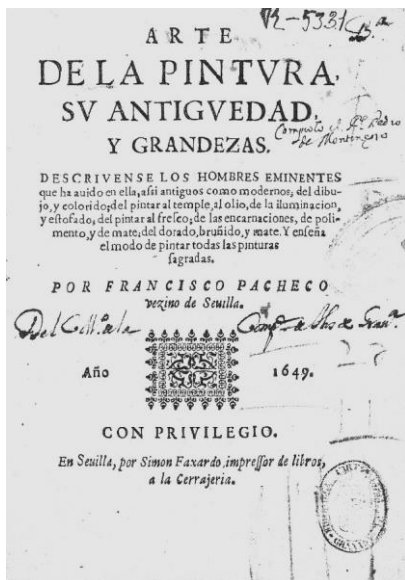 R-5331
ARTE
DE LA PINTVRA,
SV ANTIGVEDAD,
Y GRANDEZAS.
DESCRIVENSE LOS HOMBRES EMINENTES
que ha auido en ella, assi antiguos como modernos; del dibu-
jo, y colorido; del pintar al temple, al olio, de la iluminacion,
y estofado; del pintar al fresco; de las encarnaciones, de poli-
mento, y de mate; del dorado, bruñido, y mate. Y enseña
el modo de pintar todas las pinturas
sagradas.
POR FRANCISCO PACHECO
vezino de Seuilla.
Año 1649.
CON PRIVILEGIO.
En Seuilla, por Simon Faxardo, impressor de libros,
a la Cerrajeria.